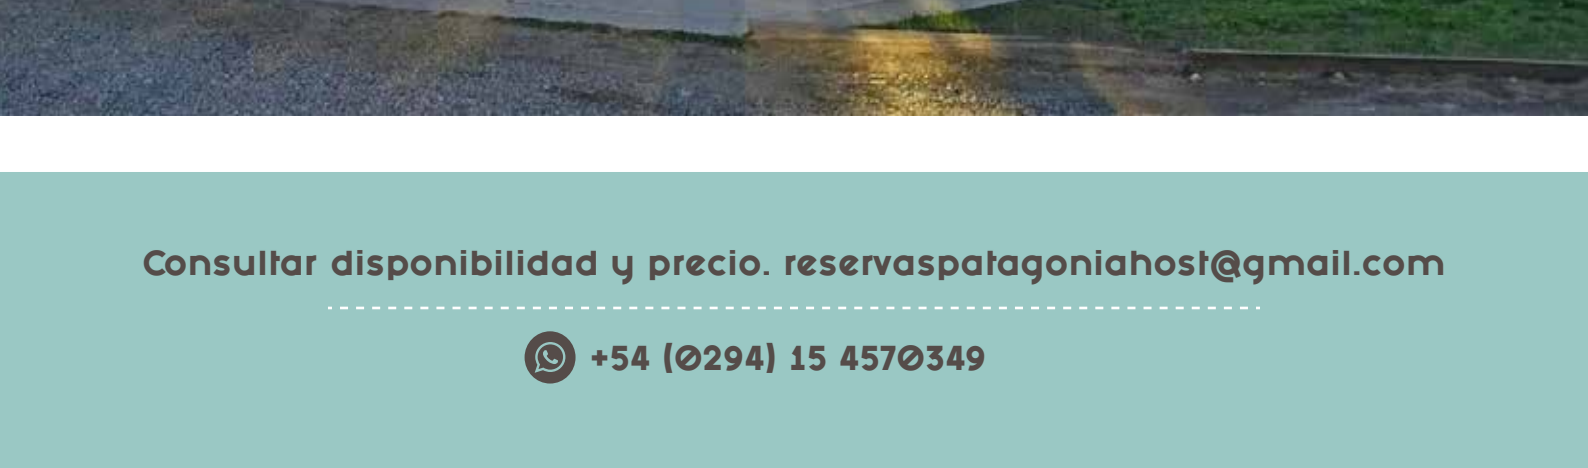 Consultar disponibilidad y precio. reservaspatagoniahost@gmail.com
+54 (0294) 15 4570349